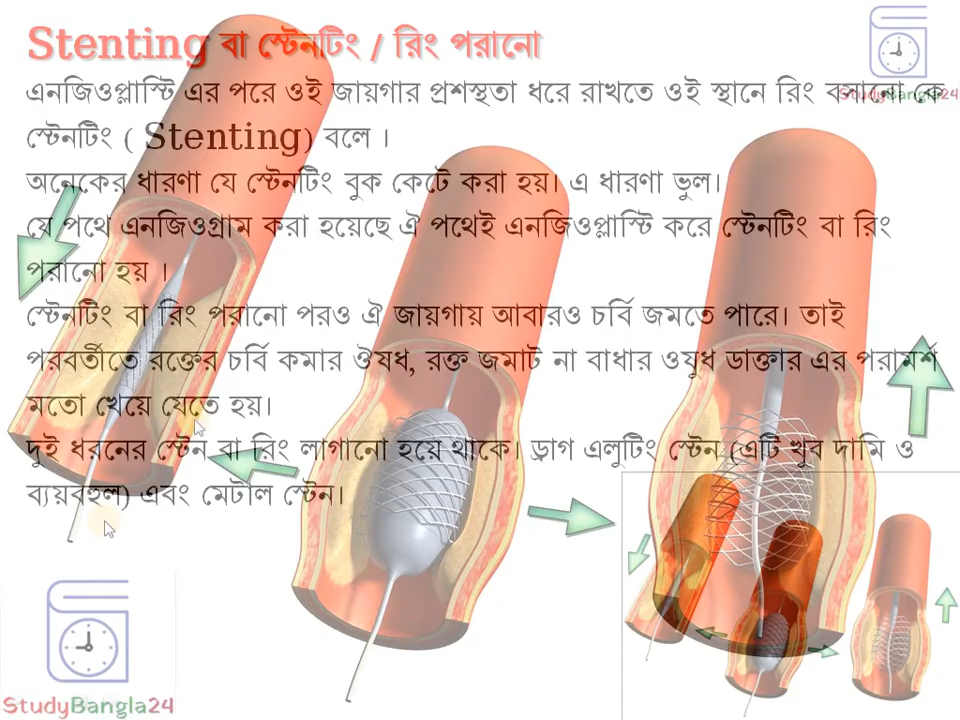 Stenting বা স্টেনটিং / রিং পরানো
এনজিওপ্লাস্টি এর পরে ওই জায়গার প্রশস্ততা ধরে রাখতে ওই স্থানে রিং বসানো কে
স্টেনটিং ( Stenting) বলে ।
অনেকের ধারণা যে স্টেনটিং বুক কেটে করা হয়। এ ধারণা ভুল।
যে পথে এনজিওগ্রাম করা হয়েছে ঐ পথেই এনজিওপ্লাস্টি করে স্টেনটিং বা রিং
পরানো হয় ।
স্টেনটিং বা রিং পরানো পরও ঐ জায়গায় আবারও চর্বি জমতে পারে। তাই
পরবর্তীতে রক্তের চর্বি কমার ঔষধ, রক্ত জমাট না বাধার ওষুধ ডাক্তার এর পরামর্শ
মতো খেয়ে যেতে হয়।
দুই ধরনের স্টেন বা রিং লাগানো হয়ে থাকে। ড্রাগ এলুটিং স্টেন (এটি খুব দামি ও
ব্যয়বহুল) এবং মেটাল স্টেন।
StudyBangla24
StudyBangla24